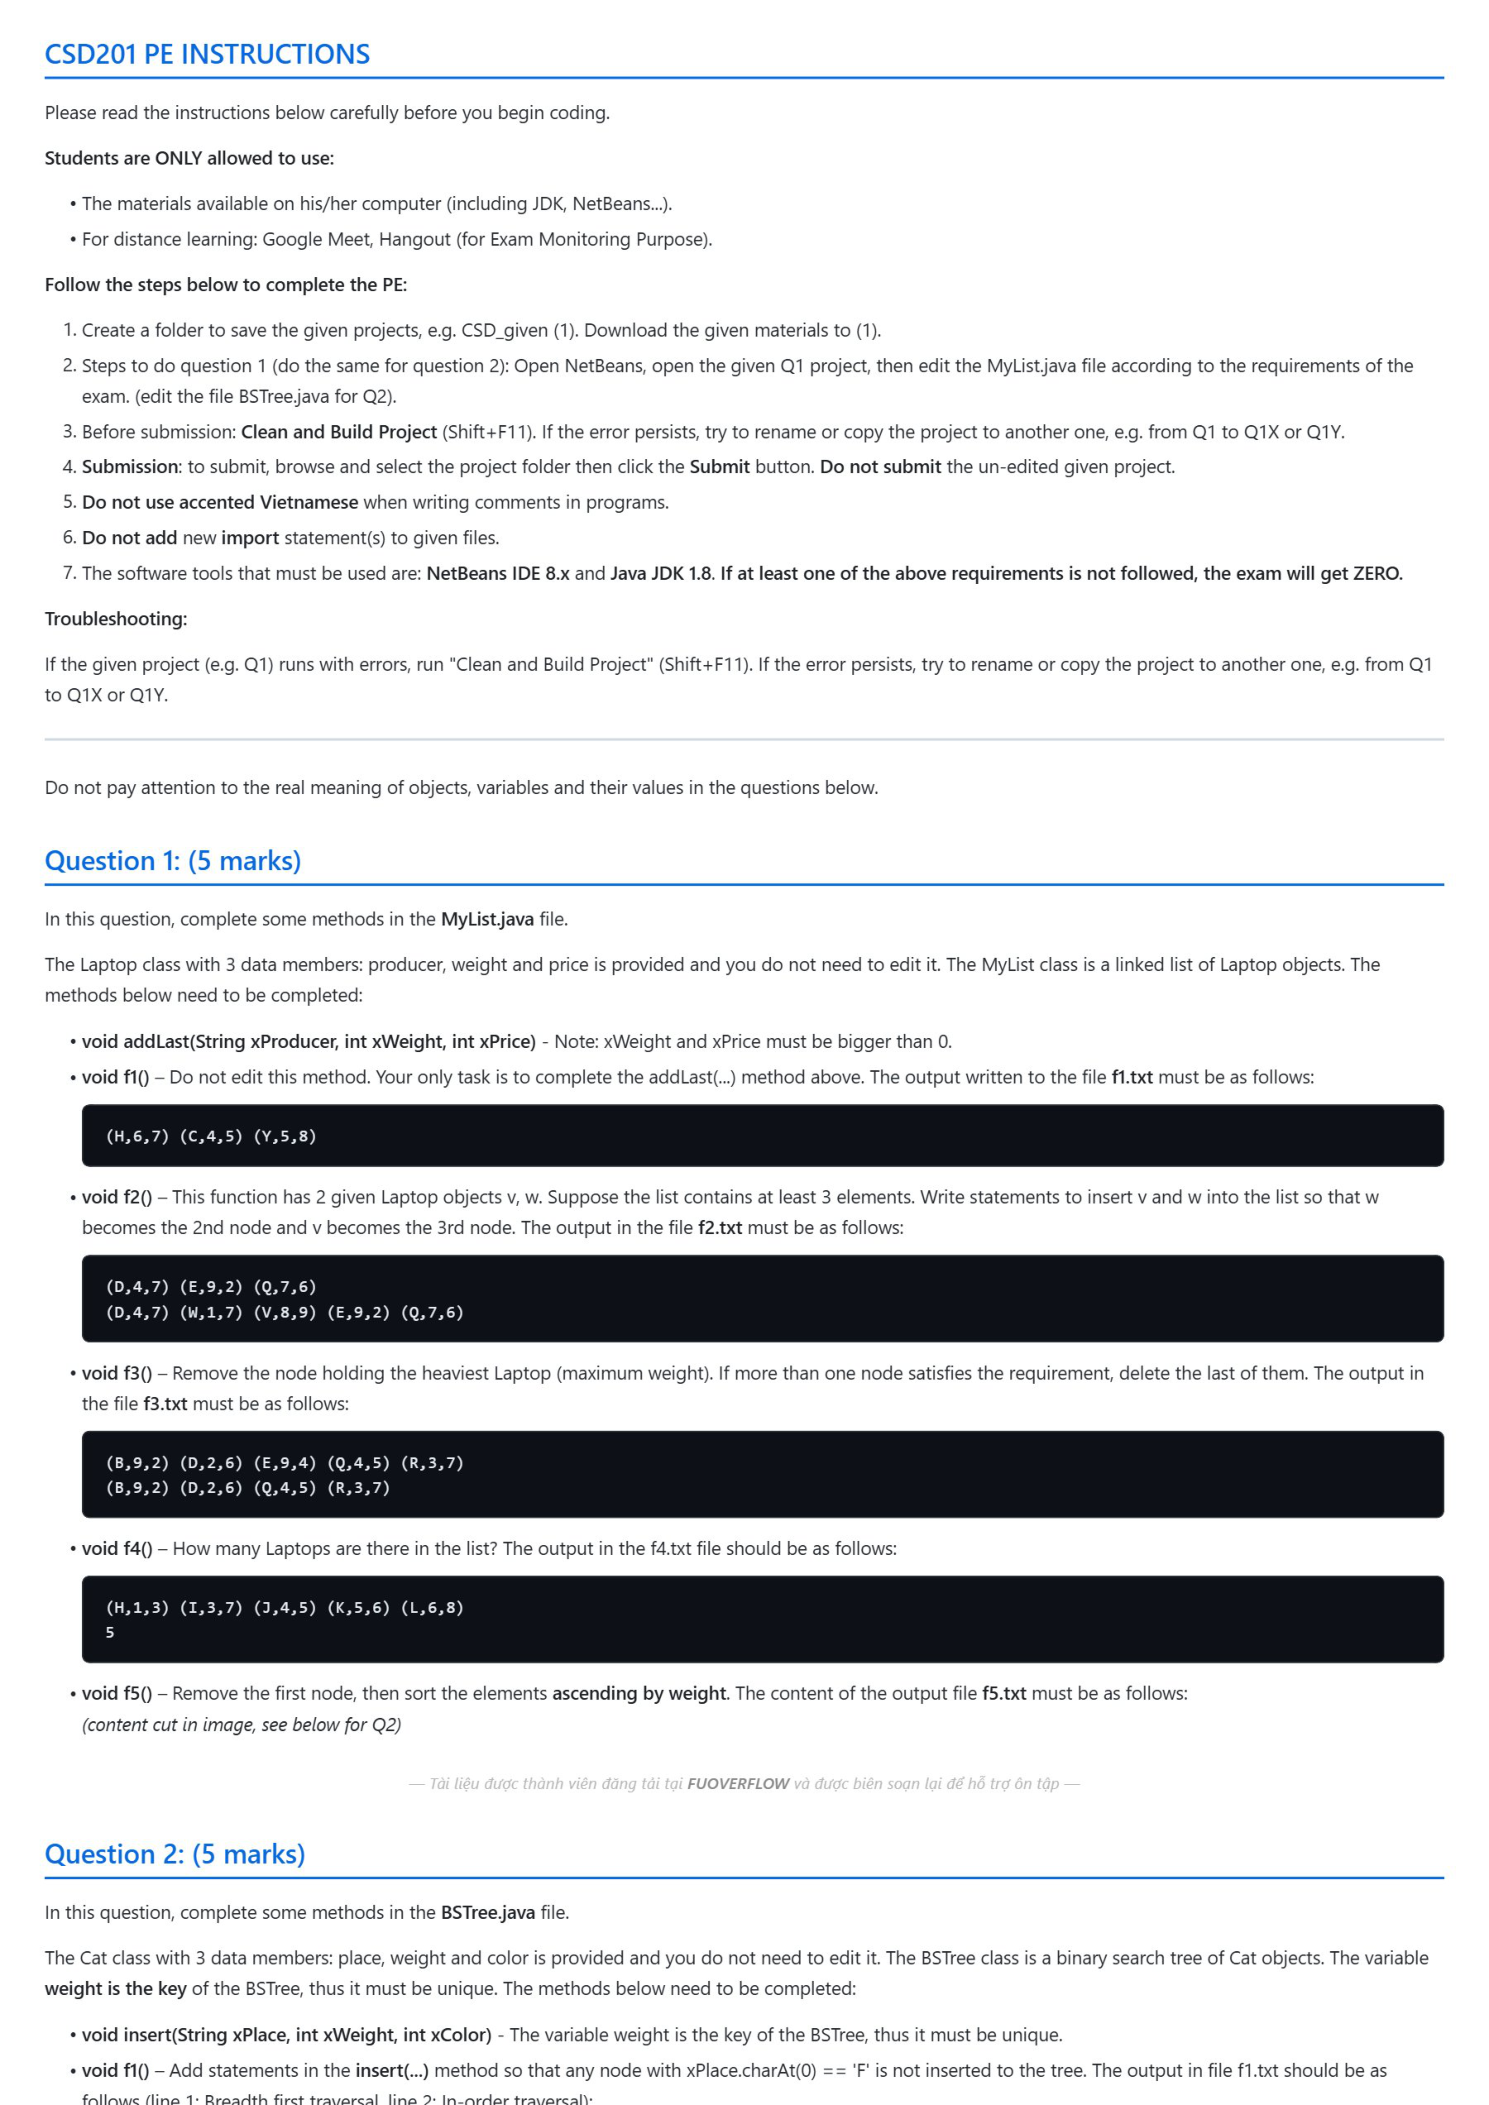 CSD201 PE INSTRUCTIONS
Please read the instructions below carefully before you begin coding.
Students are ONLY allowed to use:
• The materials available on his/her computer (including JDK, NetBeans...).
• For distance learning: Google Meet, Hangout (for Exam Monitoring Purpose).
Follow the steps below to complete the PE:
1. Create a folder to save the given projects, e.g. CSD_given (1). Download the given materials to (1).
2. Steps to do question 1 (do the same for question 2): Open NetBeans, open the given Q1 project, then edit the MyList.java file according to the requirements of the
exam. (edit the file BSTree.java for Q2).
3. Before submission: Clean and Build Project (Shift+F11). If the error persists, try to rename or copy the project to another one, e.g. from Q1 to Q1X or Q1Y.
4. Submission: to submit, browse and select the project folder then click the Submit button. Do not submit the un-edited given project.
5. Do not use accented Vietnamese when writing comments in programs.
6. Do not add new import statement(s) to given files.
7. The software tools that must be used are: NetBeans IDE 8.x and Java JDK 1.8. If at least one of the above requirements is not followed, the exam will get ZERO.
Troubleshooting:
If the given project (e.g. Q1) runs with errors, run "Clean and Build Project" (Shift+F11). If the error persists, try to rename or copy the project to another one, e.g. from Q1
to Q1X or Q1Y.
Do not pay attention to the real meaning of objects, variables and their values in the questions below.
Question 1: (5 marks)
In this question, complete some methods in the MyList.java file.
The Laptop class with 3 data members: producer, weight and price is provided and you do not need to edit it. The MyList class is a linked list of Laptop objects. The
methods below need to be completed:
• void addLast(String xProducer, int xWeight, int xPrice) - Note: xWeight and xPrice must be bigger than 0.
• void f1() – Do not edit this method. Your only task is to complete the addLast(...) method above. The output written to the file f1.txt must be as follows:
(H,6,7) (C,4,5) (Y,5,8)
• void f2() – This function has 2 given Laptop objects v, w. Suppose the list contains at least 3 elements. Write statements to insert v and w into the list so that w
becomes the 2nd node and v becomes the 3rd node. The output in the file f2.txt must be as follows:
(D,4,7) (E,9,2) (Q,7,6)
(D,4,7) (W,1,7) (V,8,9) (E,9,2) (Q,7,6)
• void f3() – Remove the node holding the heaviest Laptop (maximum weight). If more than one node satisfies the requirement, delete the last of them. The output in
the file f3.txt must be as follows:
(B,9,2) (D,2,6) (E,9,4) (Q,4,5) (R,3,7)
(B,9,2) (D,2,6) (Q,4,5) (R,3,7)
• void f4() – How many Laptops are there in the list? The output in the f4.txt file should be as follows:
(H,1,3) (I,3,7) (J,4,5) (K,5,6) (L,6,8)
5
• void f5() – Remove the first node, then sort the elements ascending by weight. The content of the output file f5.txt must be as follows:
(content cut in image, see below for Q2)
— Tài liệu được thành viên đăng tải tại FUOVERFLOW và được biên soạn lại để hỗ trợ ôn tập —
Question 2: (5 marks)
In this question, complete some methods in the BSTree.java file.
The Cat class with 3 data members: place, weight and color is provided and you do not need to edit it. The BSTree class is a binary search tree of Cat objects. The variable
weight is the key of the BSTree, thus it must be unique. The methods below need to be completed:
• void insert(String xPlace, int xWeight, int xColor) - The variable weight is the key of the BSTree, thus it must be unique.
• void f1() – Add statements in the insert(...) method so that any node with xPlace.charAt(0) == 'F' is not inserted to the tree. The output in file f1.txt should be as
follows (line 1: Breadth first traversal, line 2: In-order traversal):